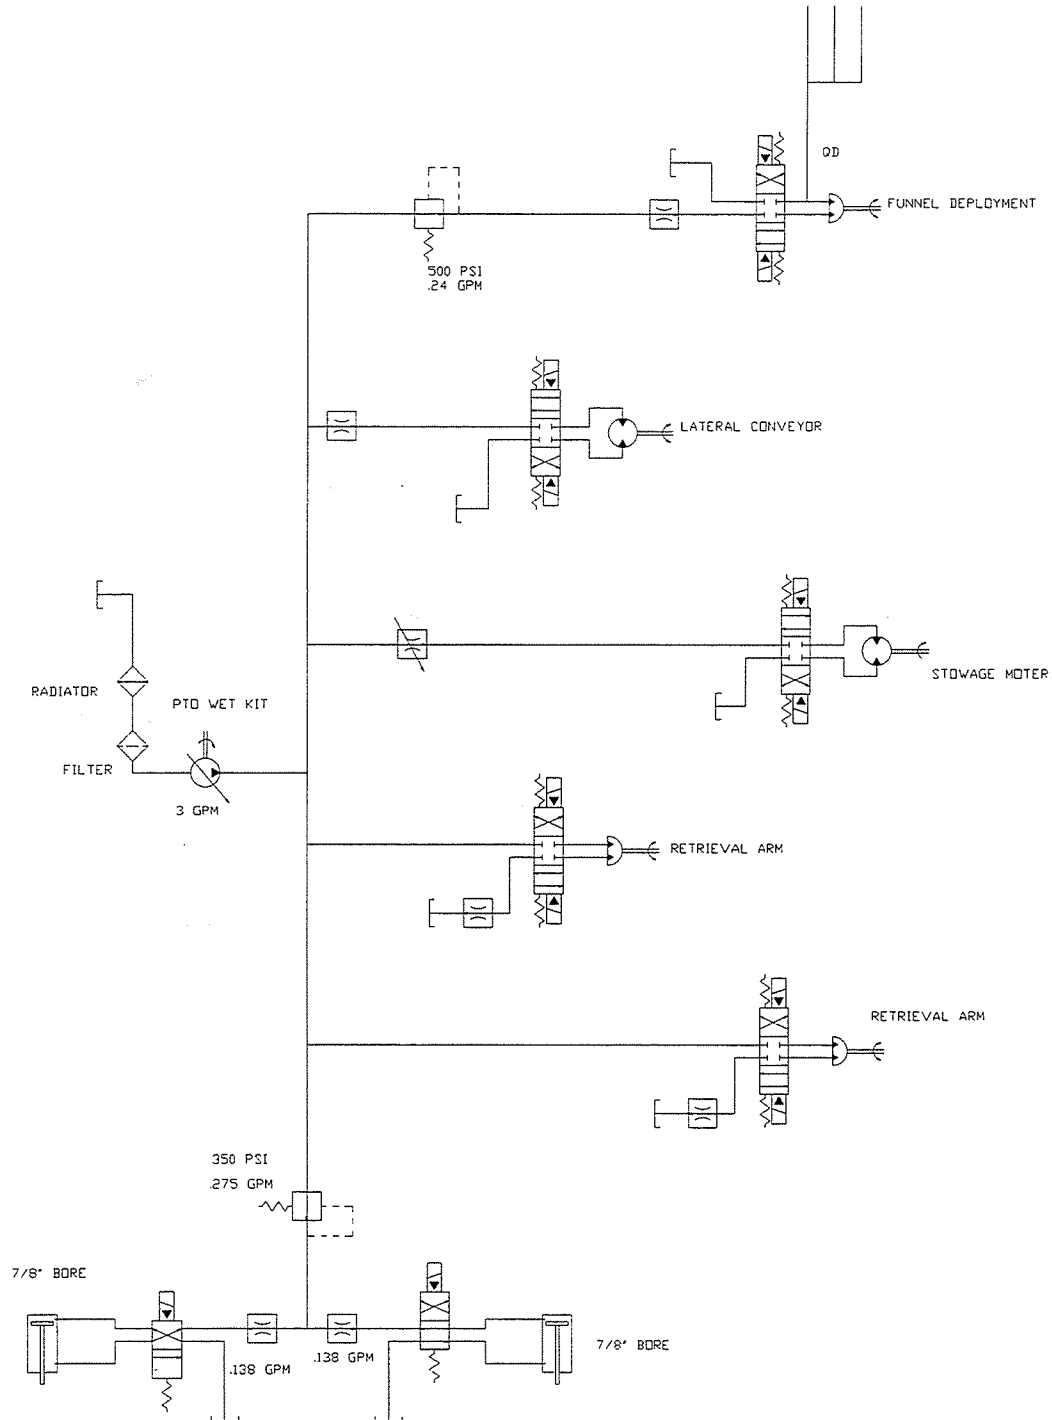 QD
FUNNEL DEPLOYMENT
500 PSI
.24 GPM
LATERAL CONVEYOR
RADIATOR
PTO WET KIT
STOWAGE MOTER
FILTER
3 GPM
RETRIEVAL ARM
RETRIEVAL ARM
350 PSI
.275 GPM
7/8" BORE
.138 GPM
.138 GPM
7/8" BORE